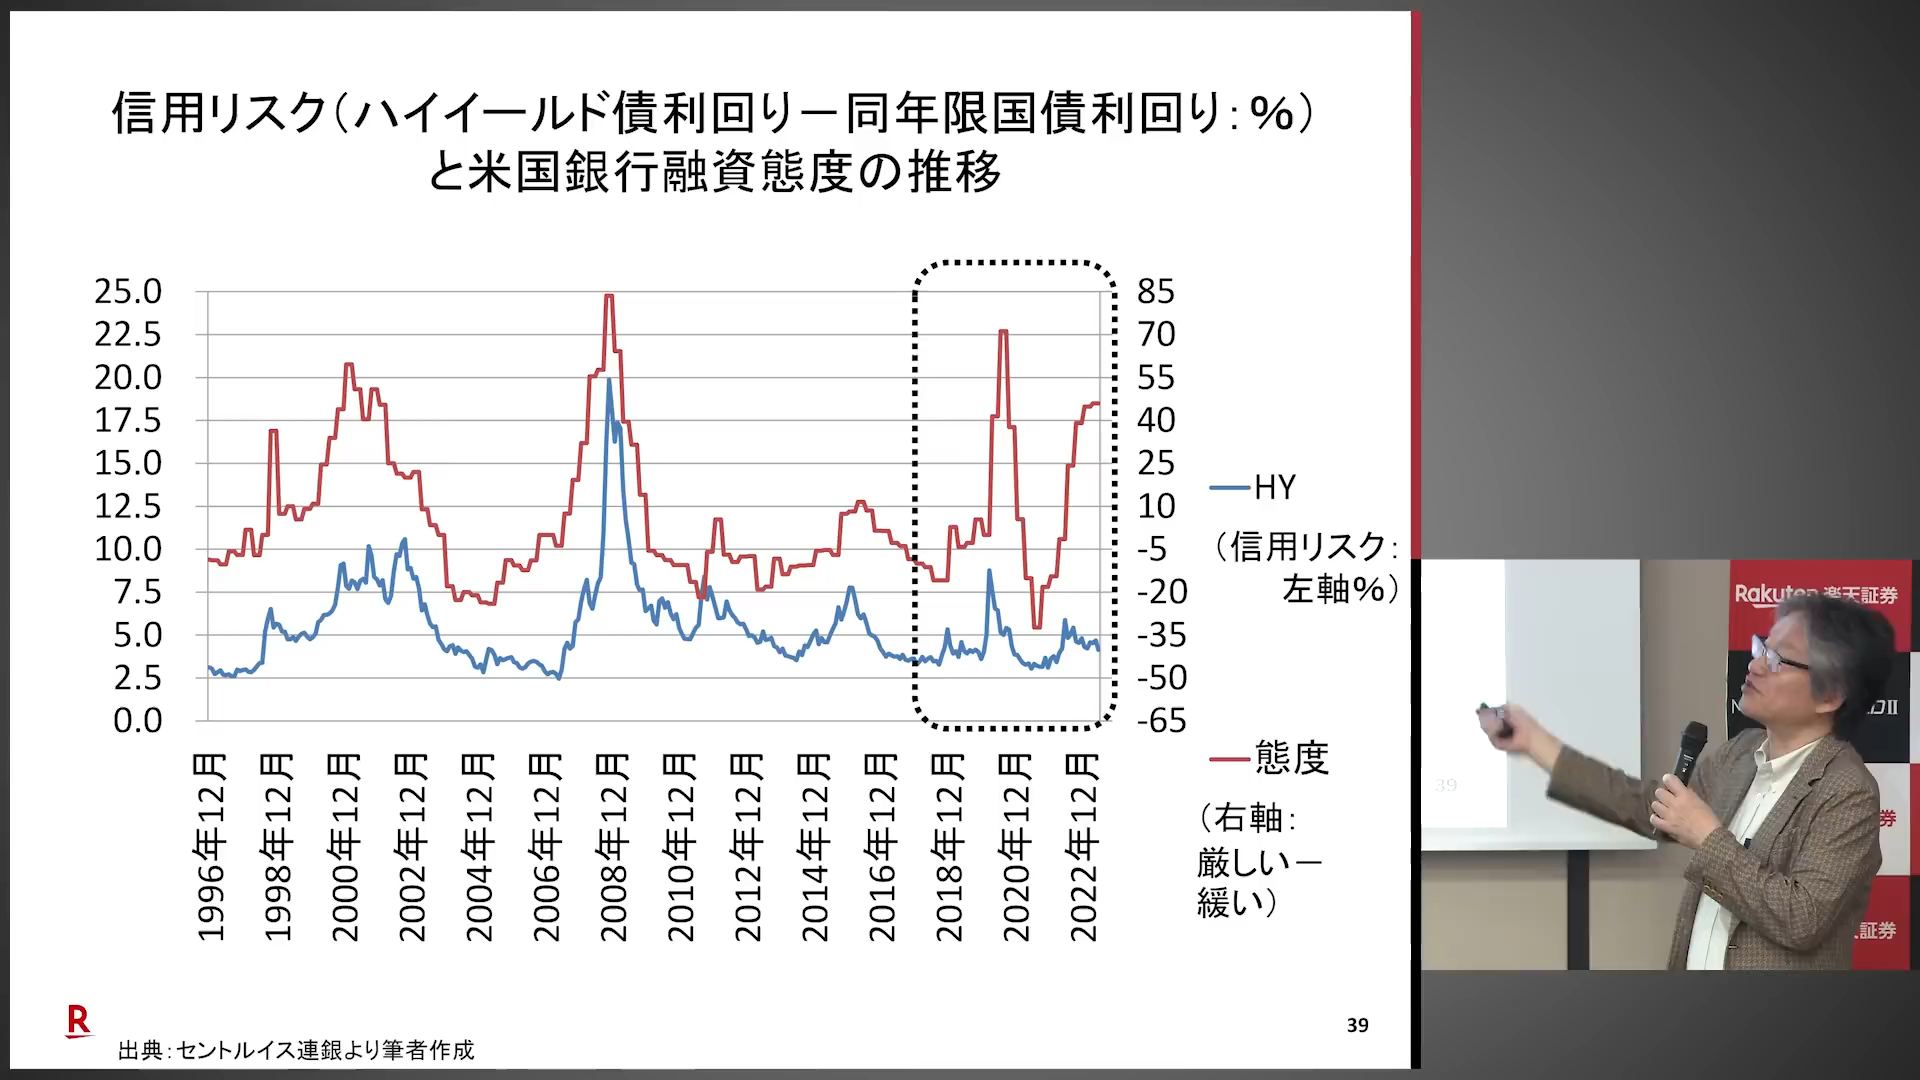 信用リスク(ハイイールド債利回り－同年限国債利回り：％)
と米国銀行融資態度の推移
25.0
22.5
20.0
17.5
15.0
12.5
10.0
7.5
5.0
2.5
0.0
85
70
55
40
25
10
-5
-20
-35
-50
-65
1996年12月
1998年12月
2000年12月
2002年12月
2004年12月
2006年12月
2008年12月
2010年12月
2012年12月
2014年12月
2016年12月
2018年12月
2020年12月
2022年12月
HY
（信用リスク：
左軸％）
態度
（右軸：
厳しい－
緩い）
R
出典：セントルイス連銀より筆者作成
39
Rakuten 楽天証券
39
券
証券